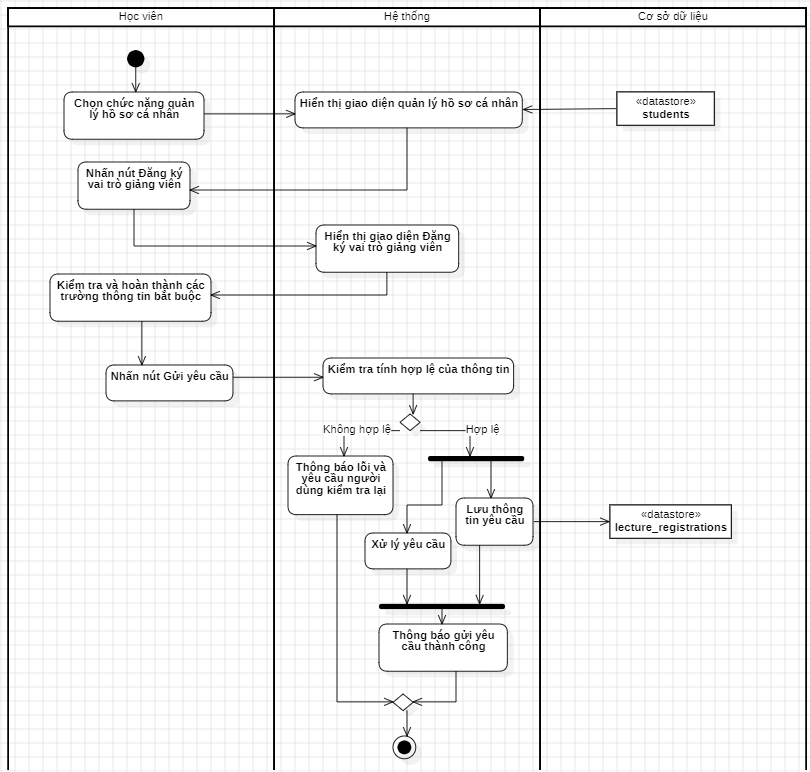 Học viên
Hệ thống
Cơ sở dữ liệu
Chọn chức năng quản
lý hồ sơ cá nhân
Hiển thị giao diện quản lý hồ sơ cá nhân
«datastore»
students
Nhấn nút Đăng ký
vai trò giảng viên
Hiển thị giao diện Đăng
ký vai trò giảng viên
Kiểm tra và hoàn thành các
trường thông tin bắt buộc
Nhấn nút Gửi yêu cầu
Kiểm tra tính hợp lệ của thông tin
Không hợp lệ
Hợp lệ
Thông báo lỗi và
yêu cầu người
dùng kiểm tra lại
Lưu thông
tin yêu cầu
«datastore»
lecture_registrations
Xử lý yêu cầu
Thông báo gửi yêu
cầu thành công